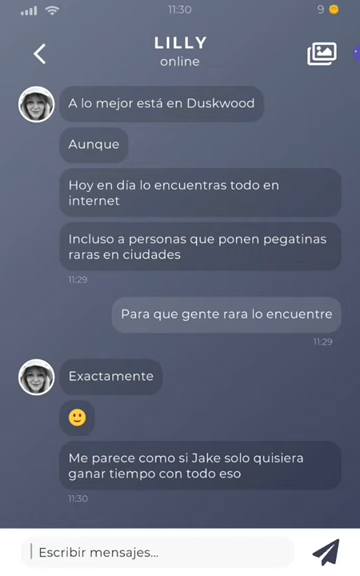 11:30
9
LILLY
online
A lo mejor está en Duskwood
Aunque
Hoy en día lo encuentras todo en
internet
Incluso a personas que ponen pegatinas
raras en ciudades
11:29
Para que gente rara lo encuentre
11:29
Exactamente
🙂
Me parece como si Jake solo quisiera
ganar tiempo con todo eso
11:30
Escribir mensajes...